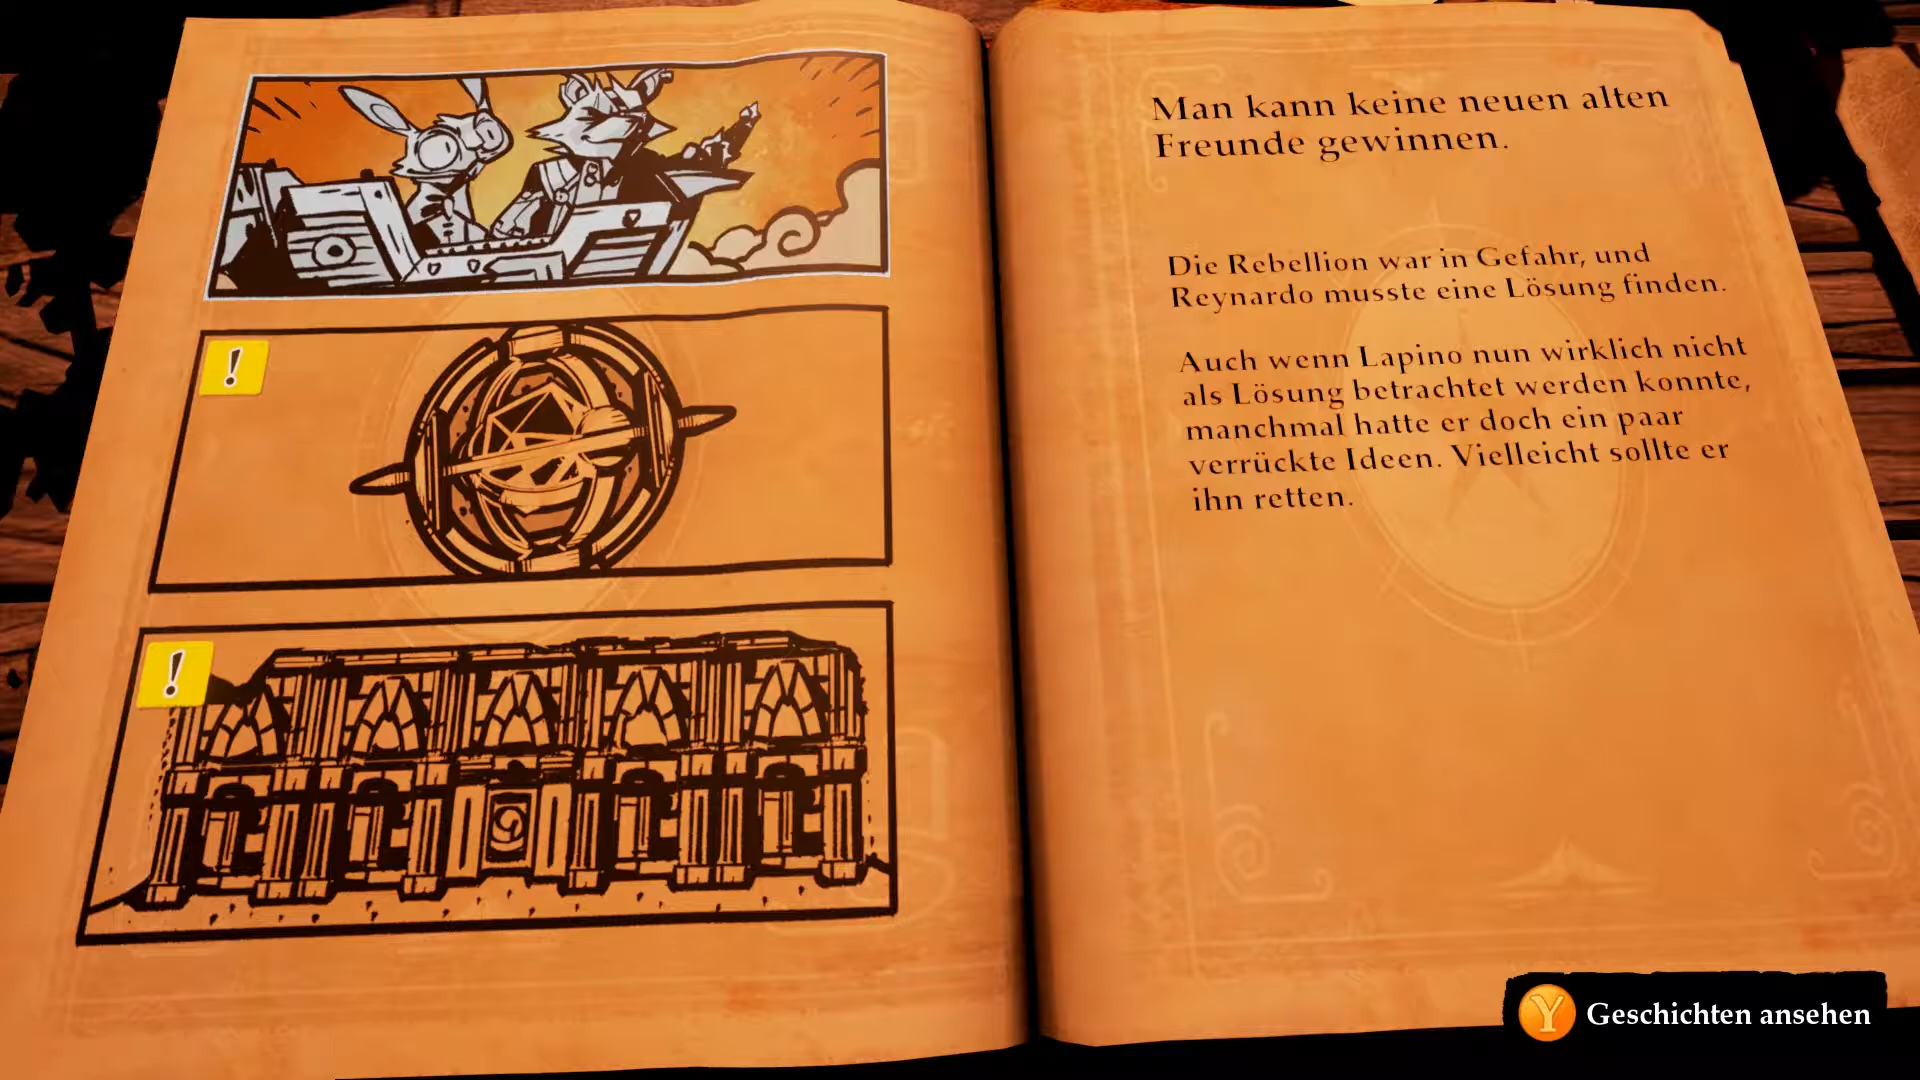 Man kann keine neuen alten
Freunde gewinnen.
Die Rebellion war in Gefahr, und
Reynardo musste eine Lösung finden.
Auch wenn Lapino nun wirklich nicht
als Lösung betrachtet werden konnte,
manchmal hatte er doch ein paar
verrückte Ideen. Vielleicht sollte er
ihn retten.
!
!
Y Geschichten ansehen